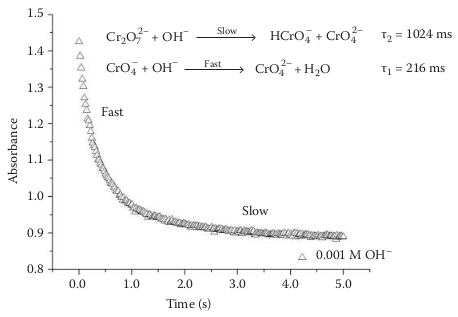 Cr₂O₇²⁻ + OH⁻ Slow HCrO₄⁻ + CrO₄²⁻ τ₂ = 1024 ms
CrO₄⁻ + OH⁻ Fast CrO₄²⁻ + H₂O τ₁ = 216 ms
Fast
Slow
0.001 M OH⁻
Absorbance
1.5
1.4
1.3
1.2
1.1
1.0
0.9
0.8
0.0 1.0 2.0 3.0 4.0 5.0
Time (s)